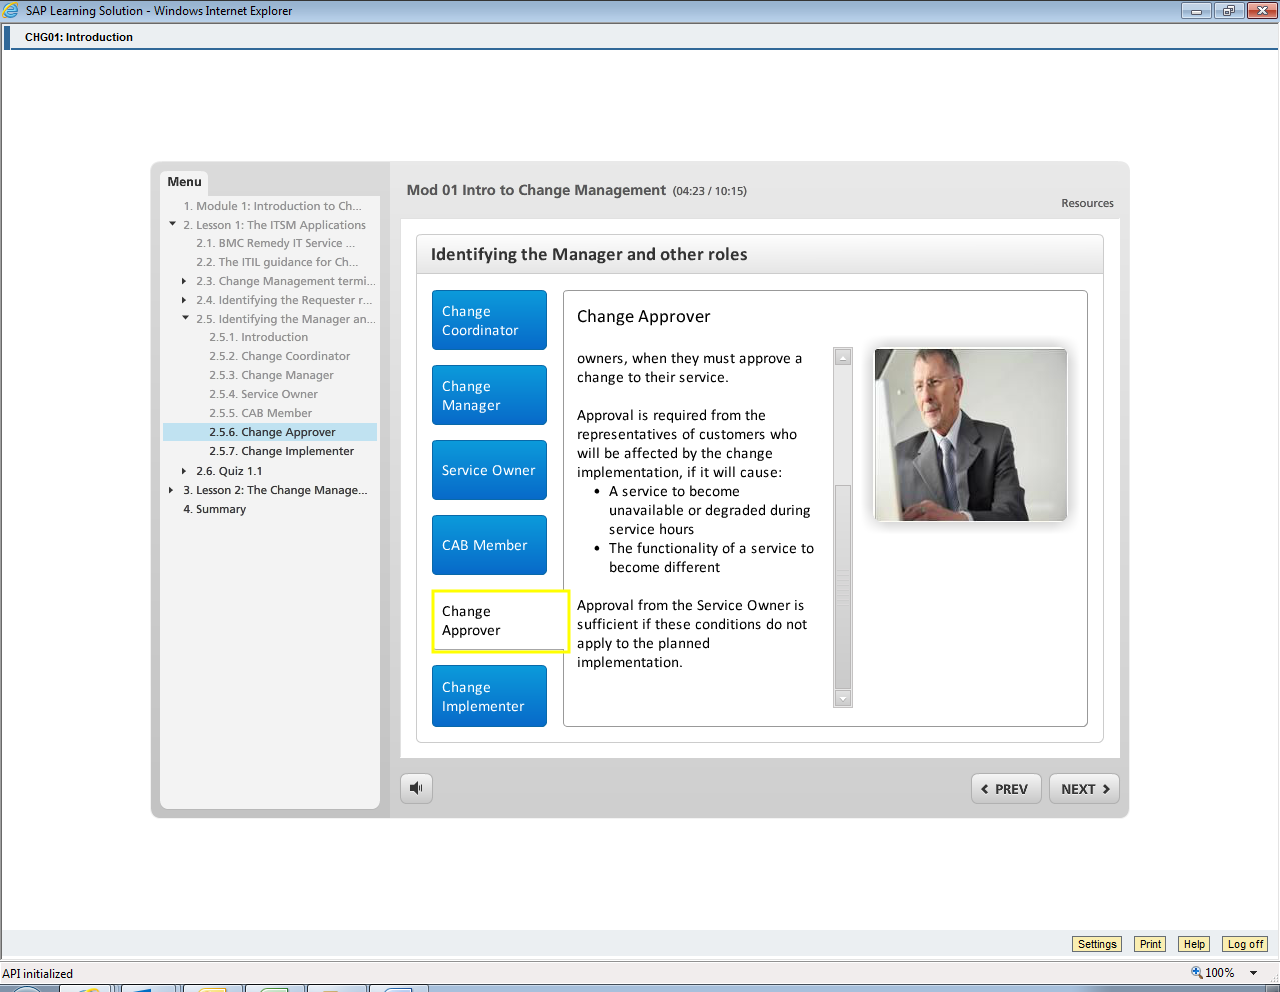 SAP Learning Solution - Windows Internet Explorer
CHG01: Introduction
Menu
1. Module 1: Introduction to Ch...
2. Lesson 1: The ITSM Applications
2.1. BMC Remedy IT Service ...
2.2. The ITIL guidance for Ch...
2.3. Change Management termi...
2.4. Identifying the Requester r...
2.5. Identifying the Manager an...
2.5.1. Introduction
2.5.2. Change Coordinator
2.5.3. Change Manager
2.5.4. Service Owner
2.5.5. CAB Member
2.5.6. Change Approver
2.5.7. Change Implementer
2.6. Quiz 1.1
3. Lesson 2: The Change Manage...
4. Summary
Mod 01 Intro to Change Management (04:23 / 10:15)
Resources
Identifying the Manager and other roles
Change
Coordinator
Change
Manager
Service Owner
CAB Member
Change
Approver
Change
Implementer
Change Approver
owners, when they must approve a
change to their service.
Approval is required from the
representatives of customers who
will be affected by the change
implementation, if it will cause:
• A service to become
unavailable or degraded during
service hours
• The functionality of a service to
become different
Approval from the Service Owner is
sufficient if these conditions do not
apply to the planned
implementation.
PREV
NEXT
Settings
Print
Help
Log off
API initialized
100%